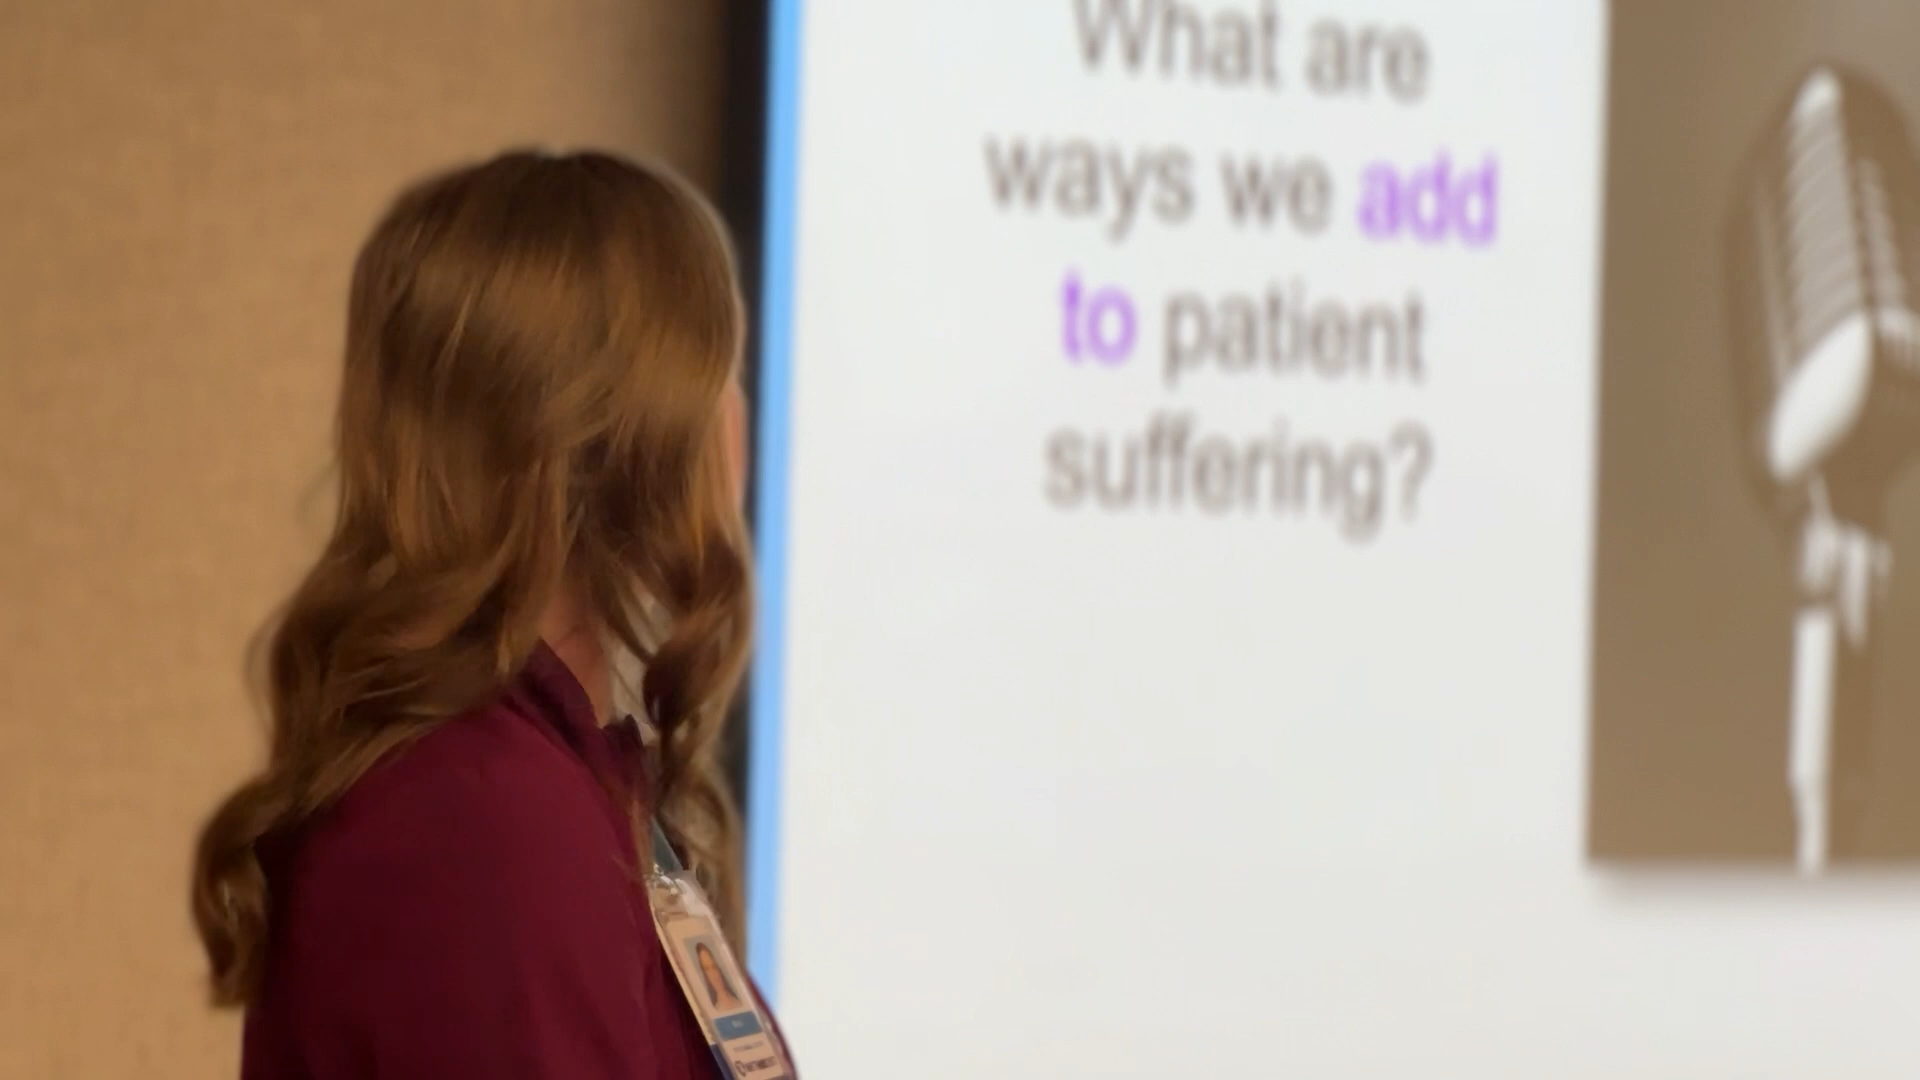 What are
ways we add
to patient
suffering?